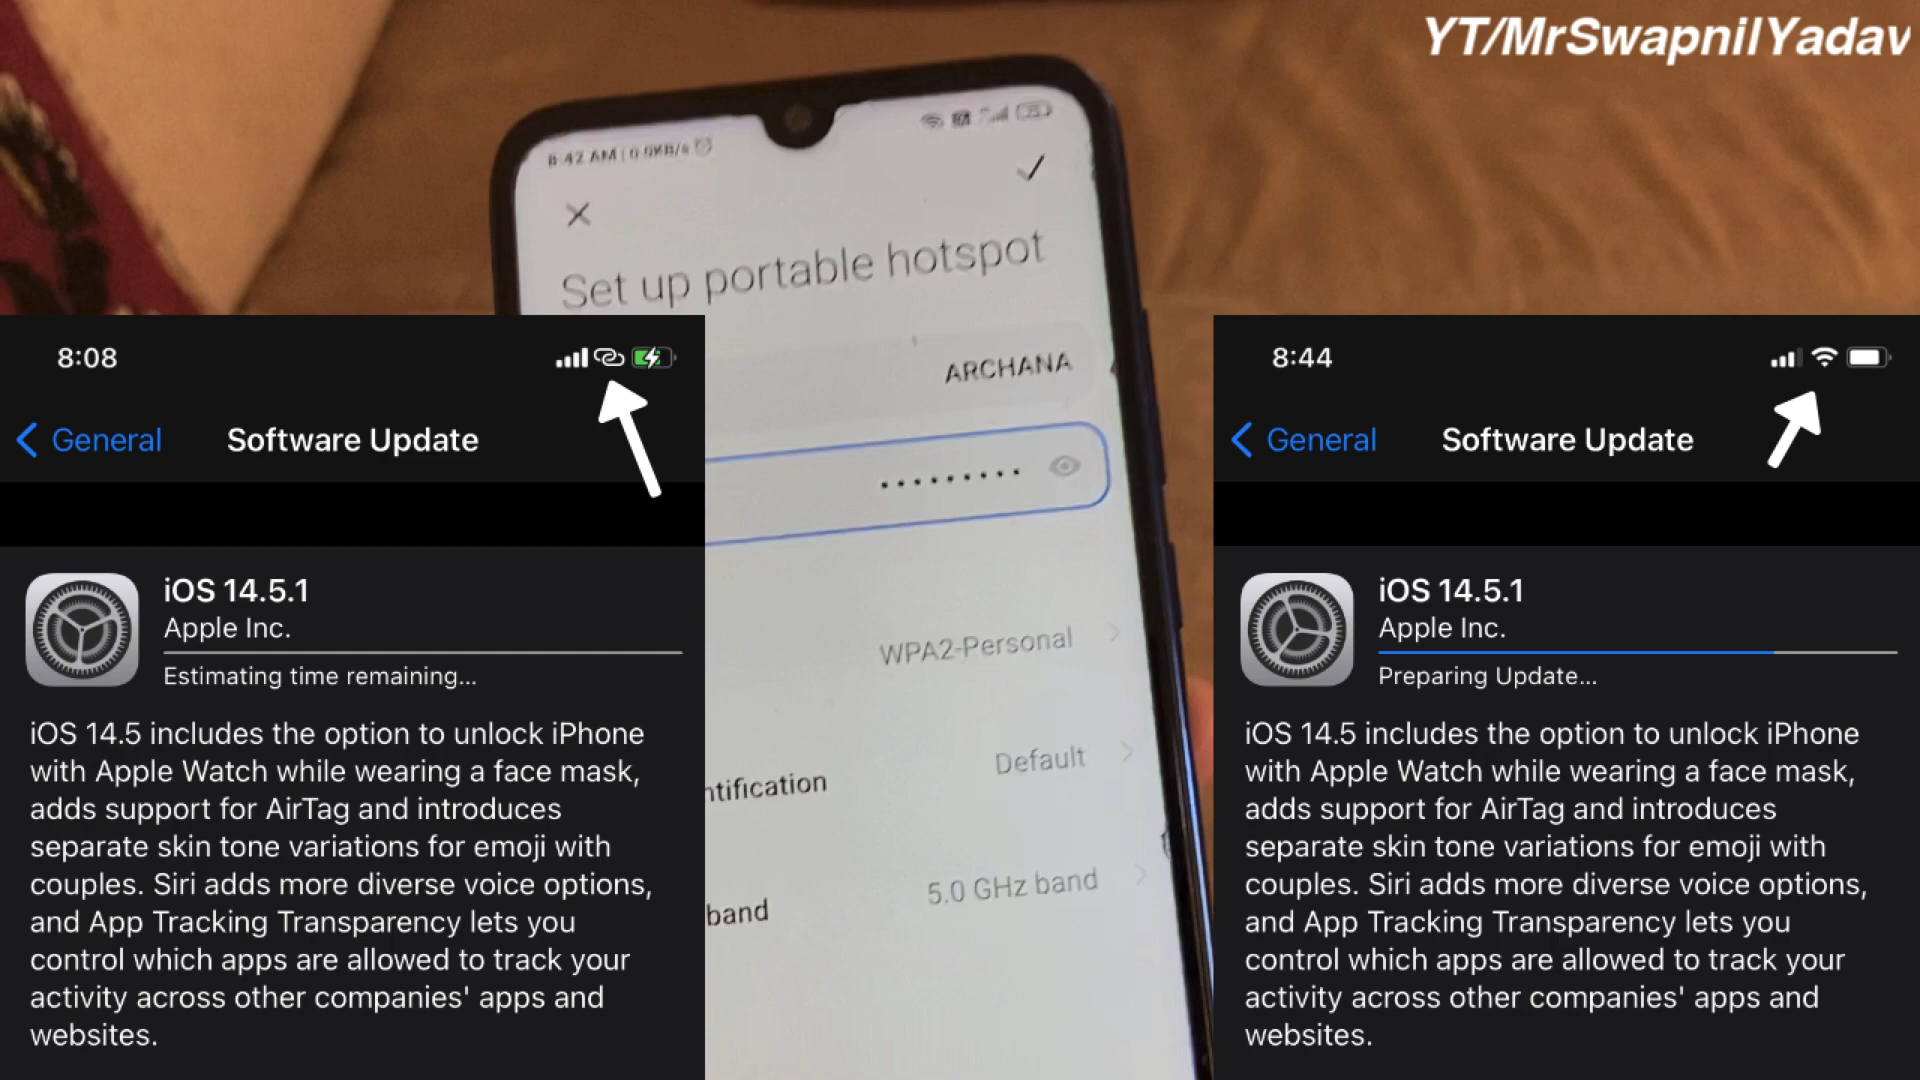 YT/MrSwapnilYadav
8:42 AM | 0.0KB/s
Set up portable hotspot
ARCHANA
•••••••••
WPA2-Personal
ntification
Default
band
5.0 GHz band
8:08
General
Software Update
iOS 14.5.1
Apple Inc.
Estimating time remaining...
iOS 14.5 includes the option to unlock iPhone
with Apple Watch while wearing a face mask,
adds support for AirTag and introduces
separate skin tone variations for emoji with
couples. Siri adds more diverse voice options,
and App Tracking Transparency lets you
control which apps are allowed to track your
activity across other companies' apps and
websites.
8:44
General
Software Update
iOS 14.5.1
Apple Inc.
Preparing Update...
iOS 14.5 includes the option to unlock iPhone
with Apple Watch while wearing a face mask,
adds support for AirTag and introduces
separate skin tone variations for emoji with
couples. Siri adds more diverse voice options,
and App Tracking Transparency lets you
control which apps are allowed to track your
activity across other companies' apps and
websites.